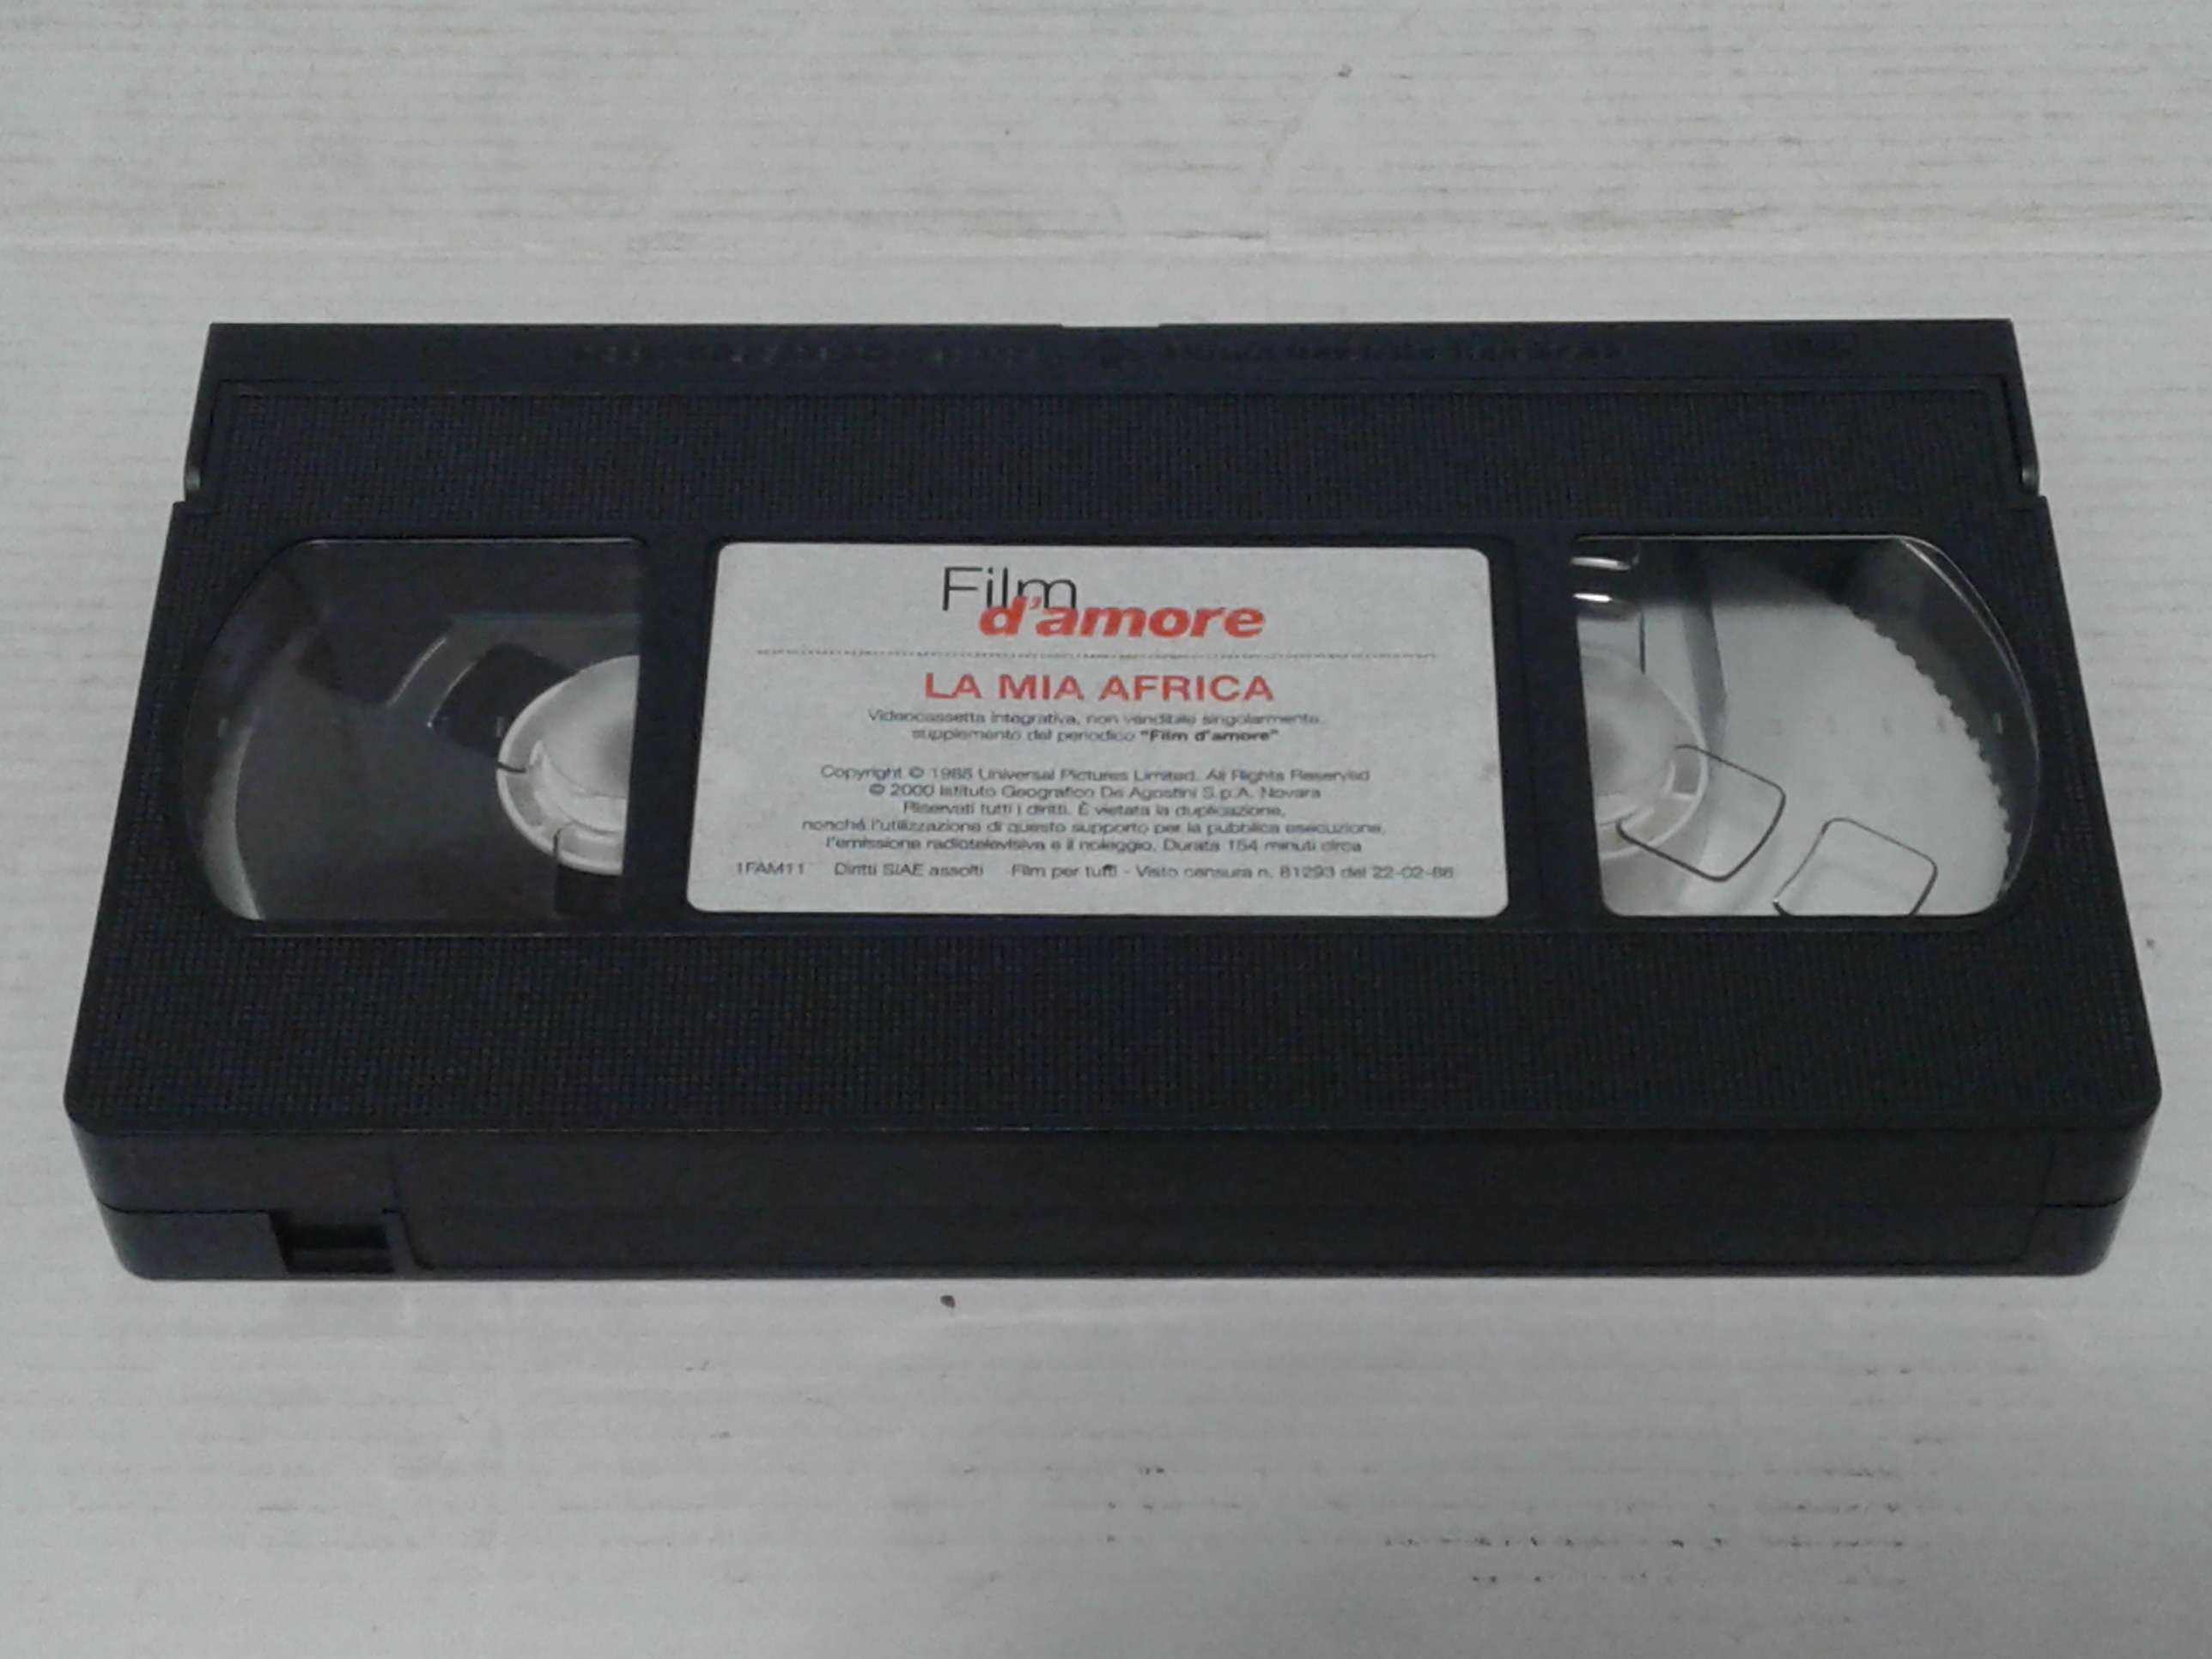 Film
d'amore
LA MIA AFRICA
Videocassetta integrativa, non vendibile singolarmente,
supplemento del periodico "Film d'amore"
Copyright © 1985 Universal Pictures Limited. All Rights Reserved
© 2000 Istituto Geografico De Agostini S.p.A. Novara
Riservati tutti i diritti. È vietata la duplicazione,
nonché l'utilizzazione di questo supporto per la pubblica esecuzione,
l'emissione radiotelevisiva e il noleggio. Durata 154 minuti circa
1FAM11 Diritti SIAE assolti Film per tutti - Visto censura n. 81293 del 22-02-86